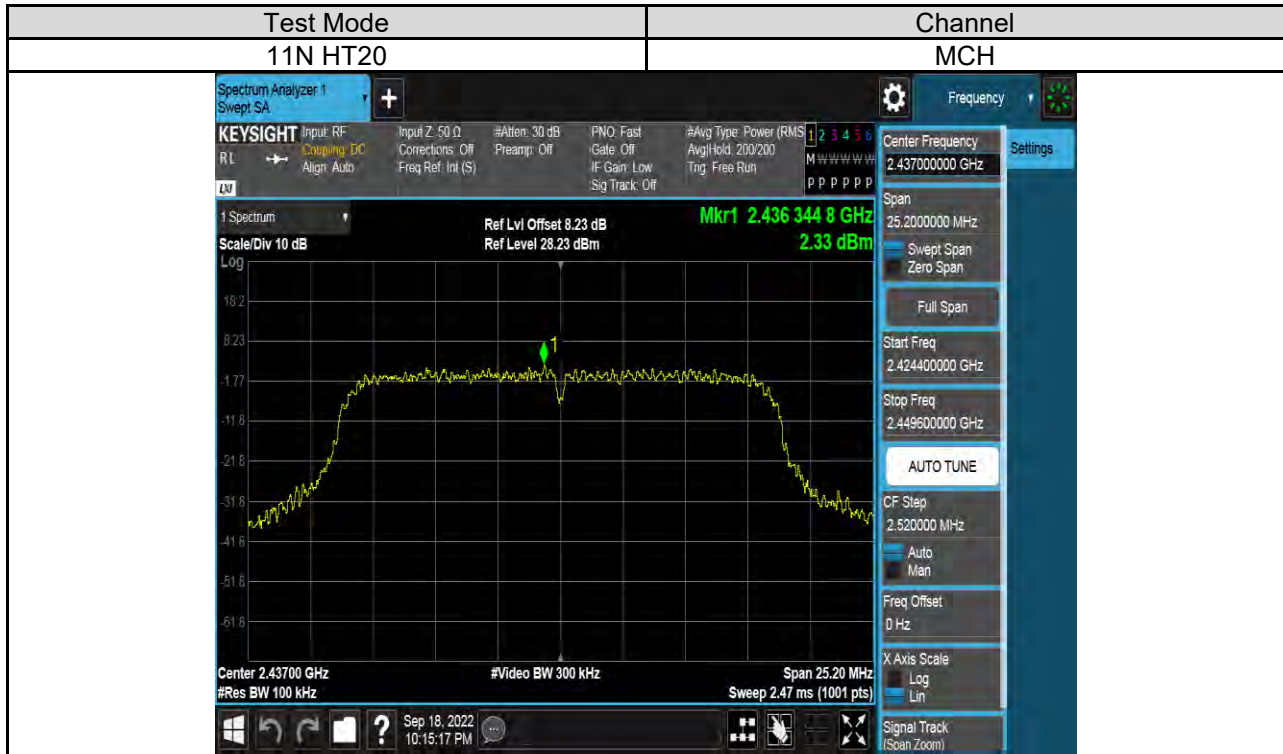 Test Mode Channel
11N HT20 MCH
Spectrum Analyzer 1
Swept SA
+
Frequency
KEYSIGHT Input: RF Input Z: 50 Ω #Atten: 30 dB PNO: Fast #Avg Type: Power (RMS 1 2 3 4 5 6
RL Coupling: DC Corrections: Off Preamp: Off Gate: Off Avg|Hold: 200/200 M W W W W W
Align: Auto Freq Ref: Int (S) IF Gain: Low Trig: Free Run
LXI Sig Track: Off P P P P P P
Center Frequency
2.437000000 GHz
Settings
1 Spectrum Ref Lvl Offset 8.23 dB Mkr1 2.436 344 8 GHz
Scale/Div 10 dB Ref Level 28.23 dBm 2.33 dBm
Log
18.2
8.23
1
-1.77
-11.8
-21.8
-31.8
-41.8
-51.8
-61.8
Center 2.43700 GHz #Video BW 300 kHz Span 25.20 MHz
#Res BW 100 kHz Sweep 2.47 ms (1001 pts)
Span
25.2000000 MHz
Swept Span
Zero Span
Full Span
Start Freq
2.424400000 GHz
Stop Freq
2.449600000 GHz
AUTO TUNE
CF Step
2.520000 MHz
Auto
Man
Freq Offset
0 Hz
X Axis Scale
Log
Lin
Signal Track
(Span Zoom)
? Sep 18, 2022
10:15:17 PM